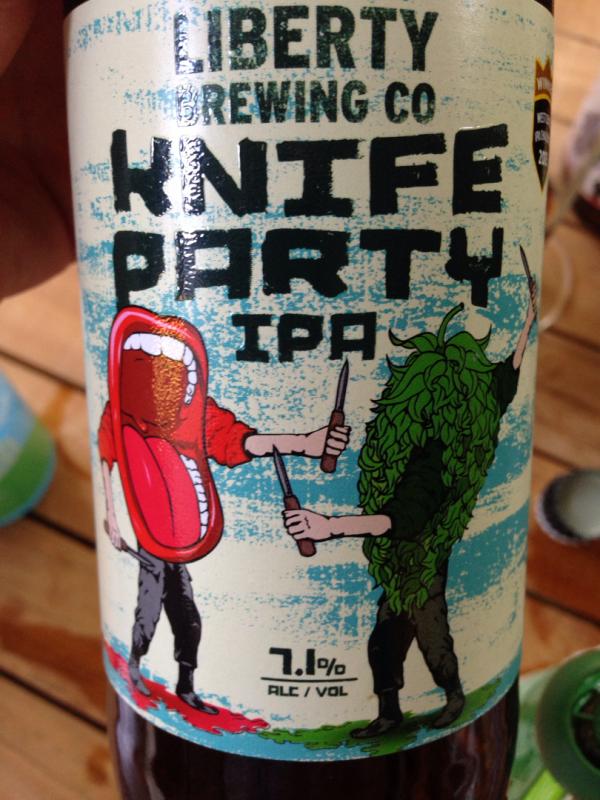 LIBERTY
BREWING CO
KNIFE
PARTY
IPA
7.1%
ALC / VOL